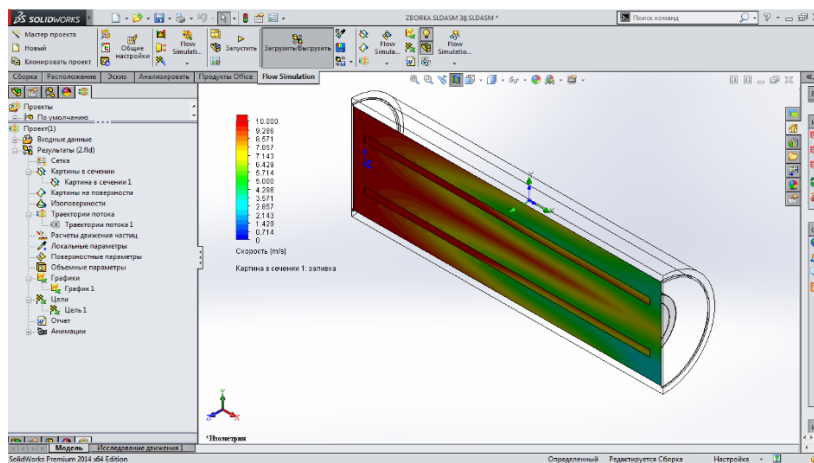 SOLIDWORKS
ZBORKA.SLDASM 3ф.SLDASM *
Поиск команд
Мастер проекта
Новый
Клонировать проект
Общие
настройки
Flow
Simulati...
Запустить
Загрузить/Выгрузить
Flow
Simula...
Flow
Simulati...
Сборка
Расположение
Эскиз
Анализировать
Продукты Office
Flow Simulation
Проекты
По умолчанию
Проект(1)
Входные данные
Результаты (2.fld)
Сетка
Картины в сечении
Картина в сечении 1
Картины на поверхности
Изоповерхности
Траектории потока
Траектории потока 1
Расчеты движения частиц
Локальные параметры
Поверхностные параметры
Объемные параметры
Графики
График 1
Цели
Цель 1
Отчет
Анимации
10.000
9.286
8.571
7.857
7.143
6.429
5.714
5.000
4.286
3.571
2.857
2.143
1.429
0.714
0
Скорость [m/s]
Картина в сечении 1: заливка
*Изометрия
Модель
Исследование движения 1
SolidWorks Premium 2014 x64 Edition
Определенный
Редактируется Сборка
Настройка